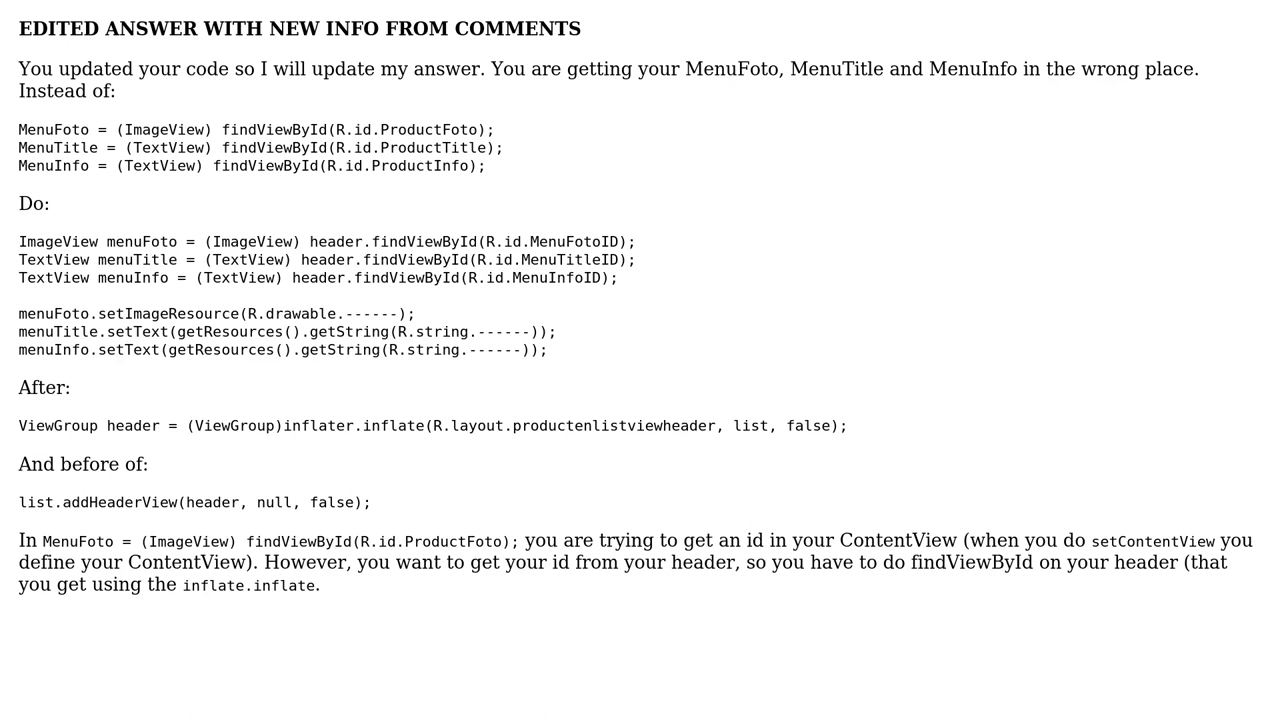 EDITED ANSWER WITH NEW INFO FROM COMMENTS
You updated your code so I will update my answer. You are getting your MenuFoto, MenuTitle and MenuInfo in the wrong place.
Instead of:
MenuFoto = (ImageView) findViewById(R.id.ProductFoto);
MenuTitle = (TextView) findViewById(R.id.ProductTitle);
MenuInfo = (TextView) findViewById(R.id.ProductInfo);
Do:
ImageView menuFoto = (ImageView) header.findViewById(R.id.MenuFotoID);
TextView menuTitle = (TextView) header.findViewById(R.id.MenuTitleID);
TextView menuInfo = (TextView) header.findViewById(R.id.MenuInfoID);
menuFoto.setImageResource(R.drawable.------);
menuTitle.setText(getResources().getString(R.string.------));
menuInfo.setText(getResources().getString(R.string.------));
After:
ViewGroup header = (ViewGroup)inflater.inflate(R.layout.productenlistviewheader, list, false);
And before of:
list.addHeaderView(header, null, false);
In MenuFoto = (ImageView) findViewById(R.id.ProductFoto); you are trying to get an id in your ContentView (when you do setContentView you
define your ContentView). However, you want to get your id from your header, so you have to do findViewById on your header (that
you get using the inflate.inflate.